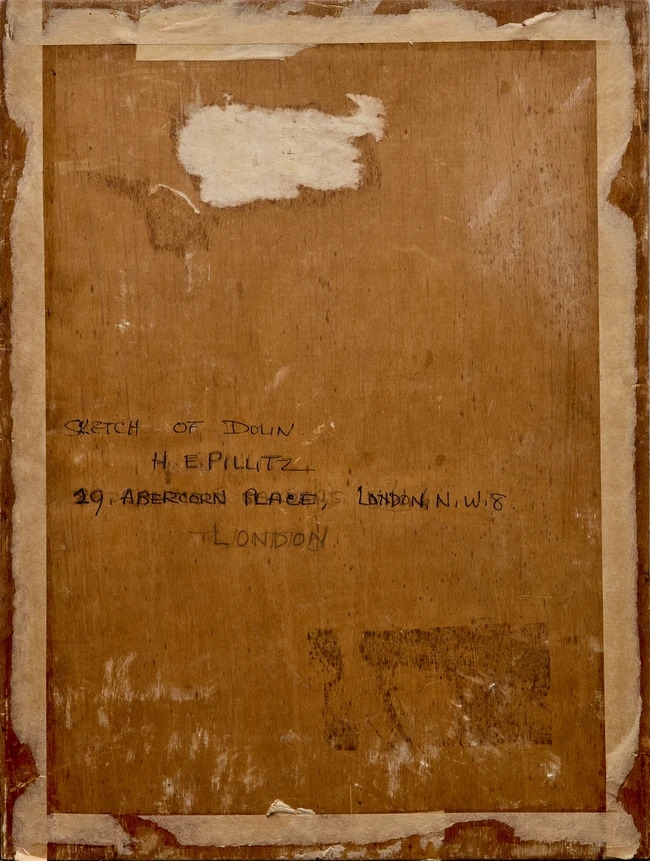 SKETCH OF DOLIN
H. E. PILLITZ
29, ABERCORN PLACE, LONDON, N.W.8
LONDON